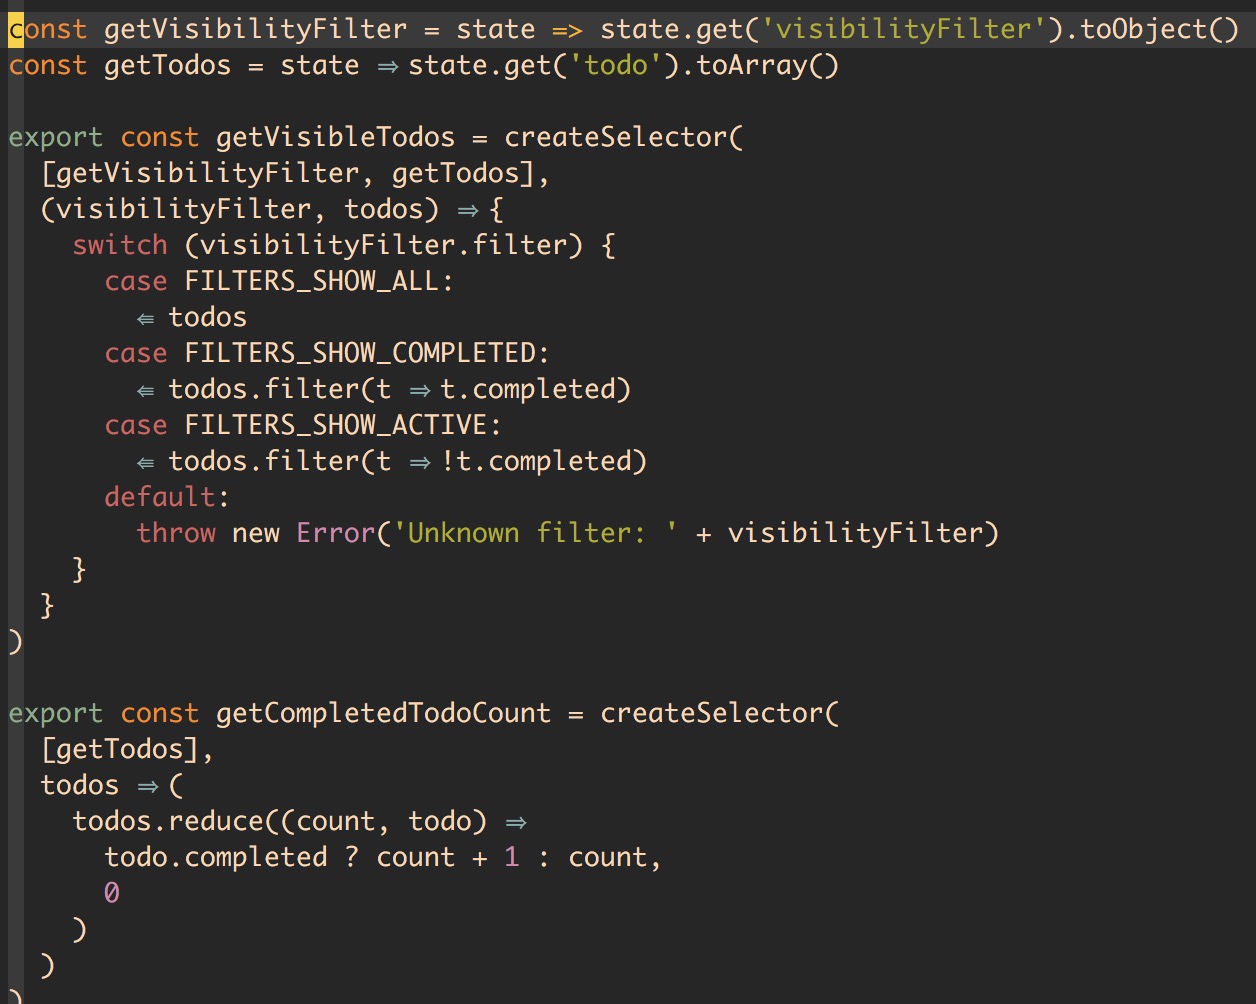 const getVisibilityFilter = state => state.get('visibilityFilter').toObject()
const getTodos = state ⇒ state.get('todo').toArray()

export const getVisibleTodos = createSelector(
  [getVisibilityFilter, getTodos],
  (visibilityFilter, todos) ⇒ {
    switch (visibilityFilter.filter) {
      case FILTERS_SHOW_ALL:
        ⇚ todos
      case FILTERS_SHOW_COMPLETED:
        ⇚ todos.filter(t ⇒ t.completed)
      case FILTERS_SHOW_ACTIVE:
        ⇚ todos.filter(t ⇒ !t.completed)
      default:
        throw new Error('Unknown filter: ' + visibilityFilter)
    }
  }
)

export const getCompletedTodoCount = createSelector(
  [getTodos],
  todos ⇒ (
    todos.reduce((count, todo) ⇒
      todo.completed ? count + 1 : count,
      0
    )
  )
)